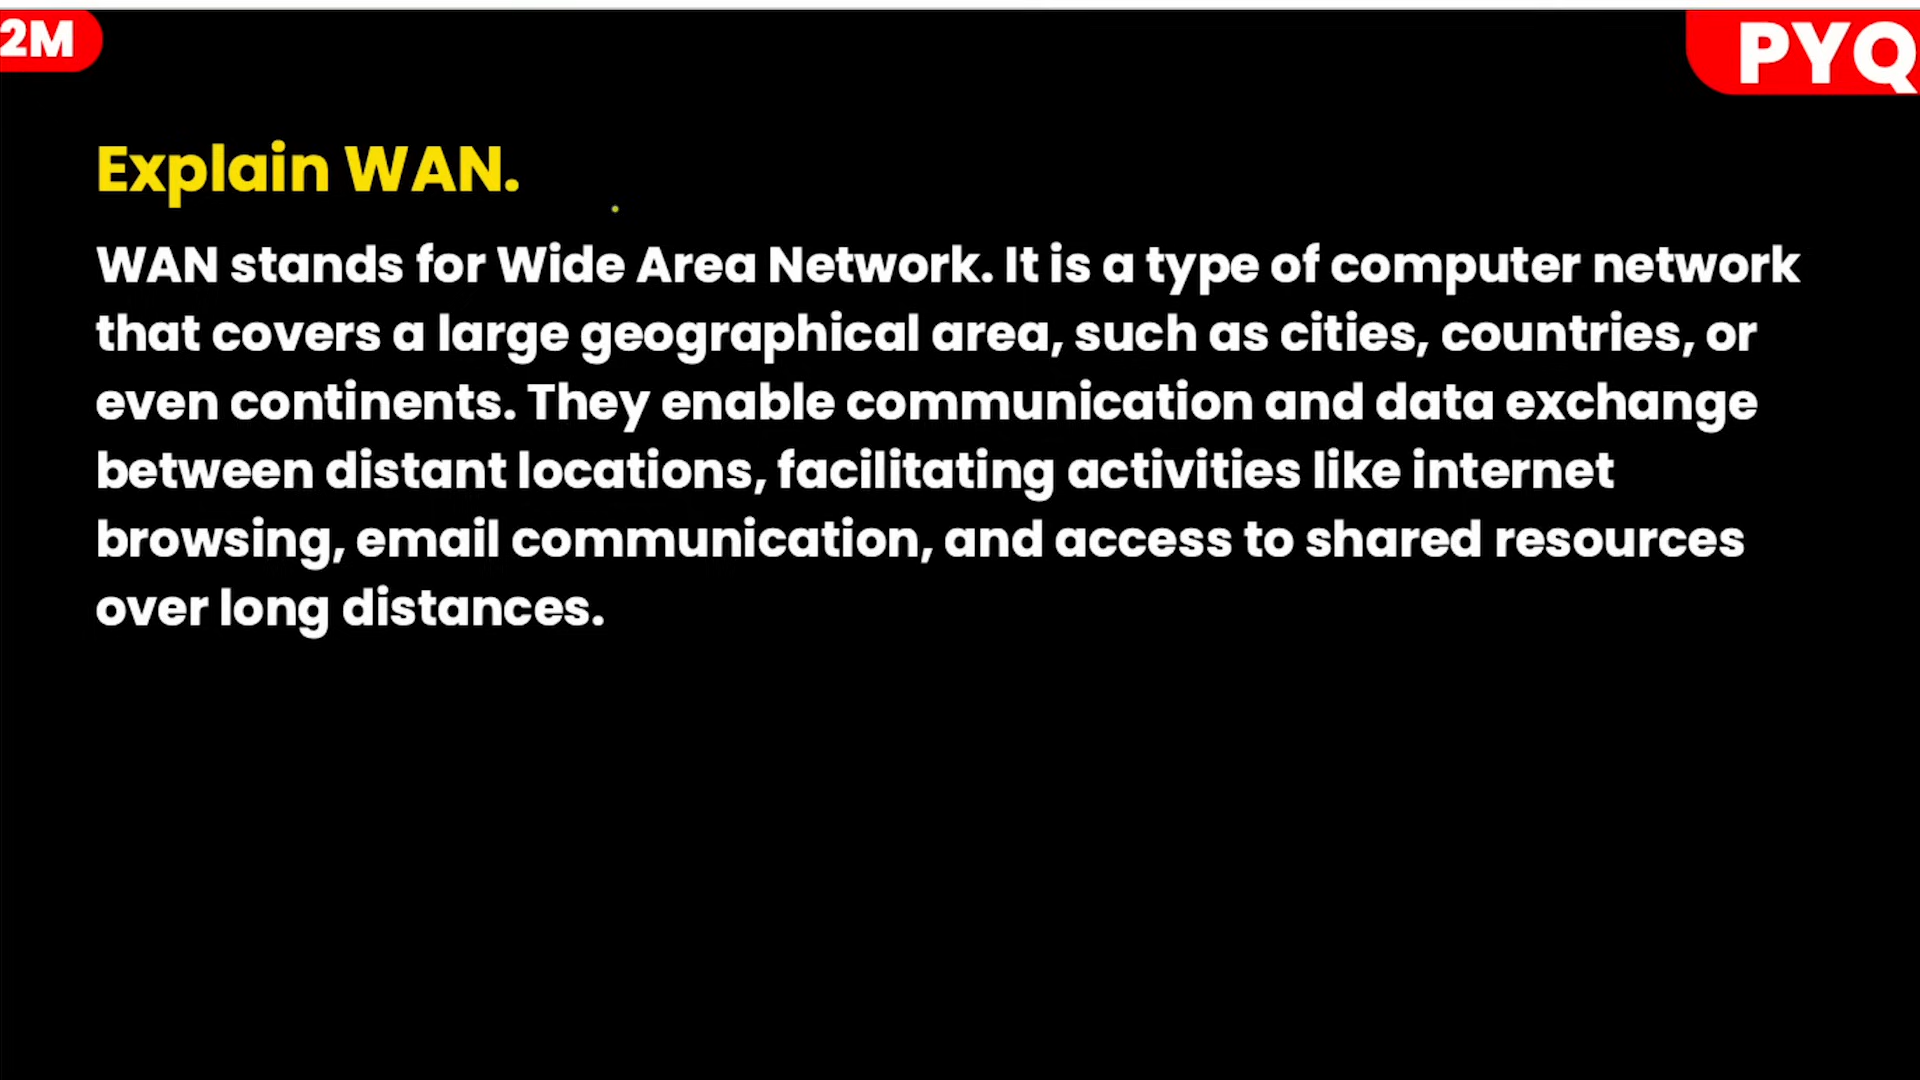 2M
PYQ
Explain WAN.
WAN stands for Wide Area Network. It is a type of computer network
that covers a large geographical area, such as cities, countries, or
even continents. They enable communication and data exchange
between distant locations, facilitating activities like internet
browsing, email communication, and access to shared resources
over long distances.